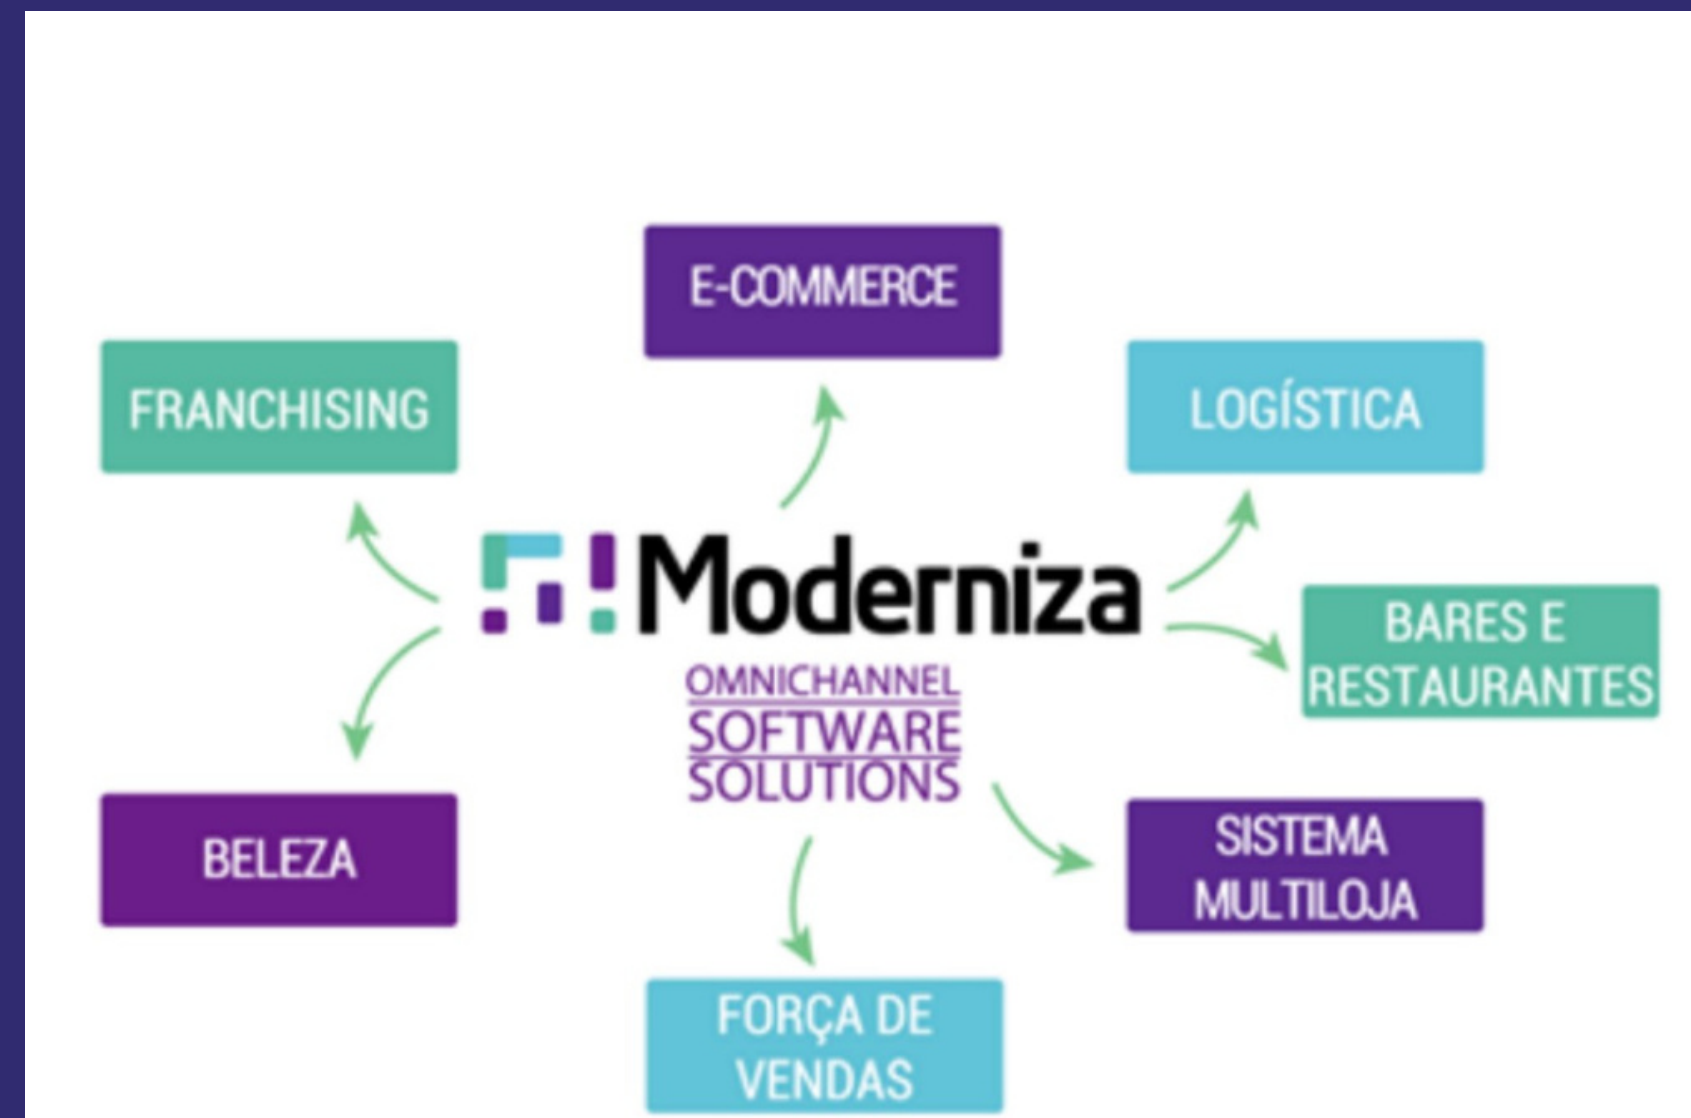 E-COMMERCE
FRANCHISING
LOGÍSTICA
Moderniza
OMNICHANNEL
SOFTWARE
SOLUTIONS
BARES E
RESTAURANTES
BELEZA
SISTEMA
MULTILOJA
FORÇA DE
VENDAS